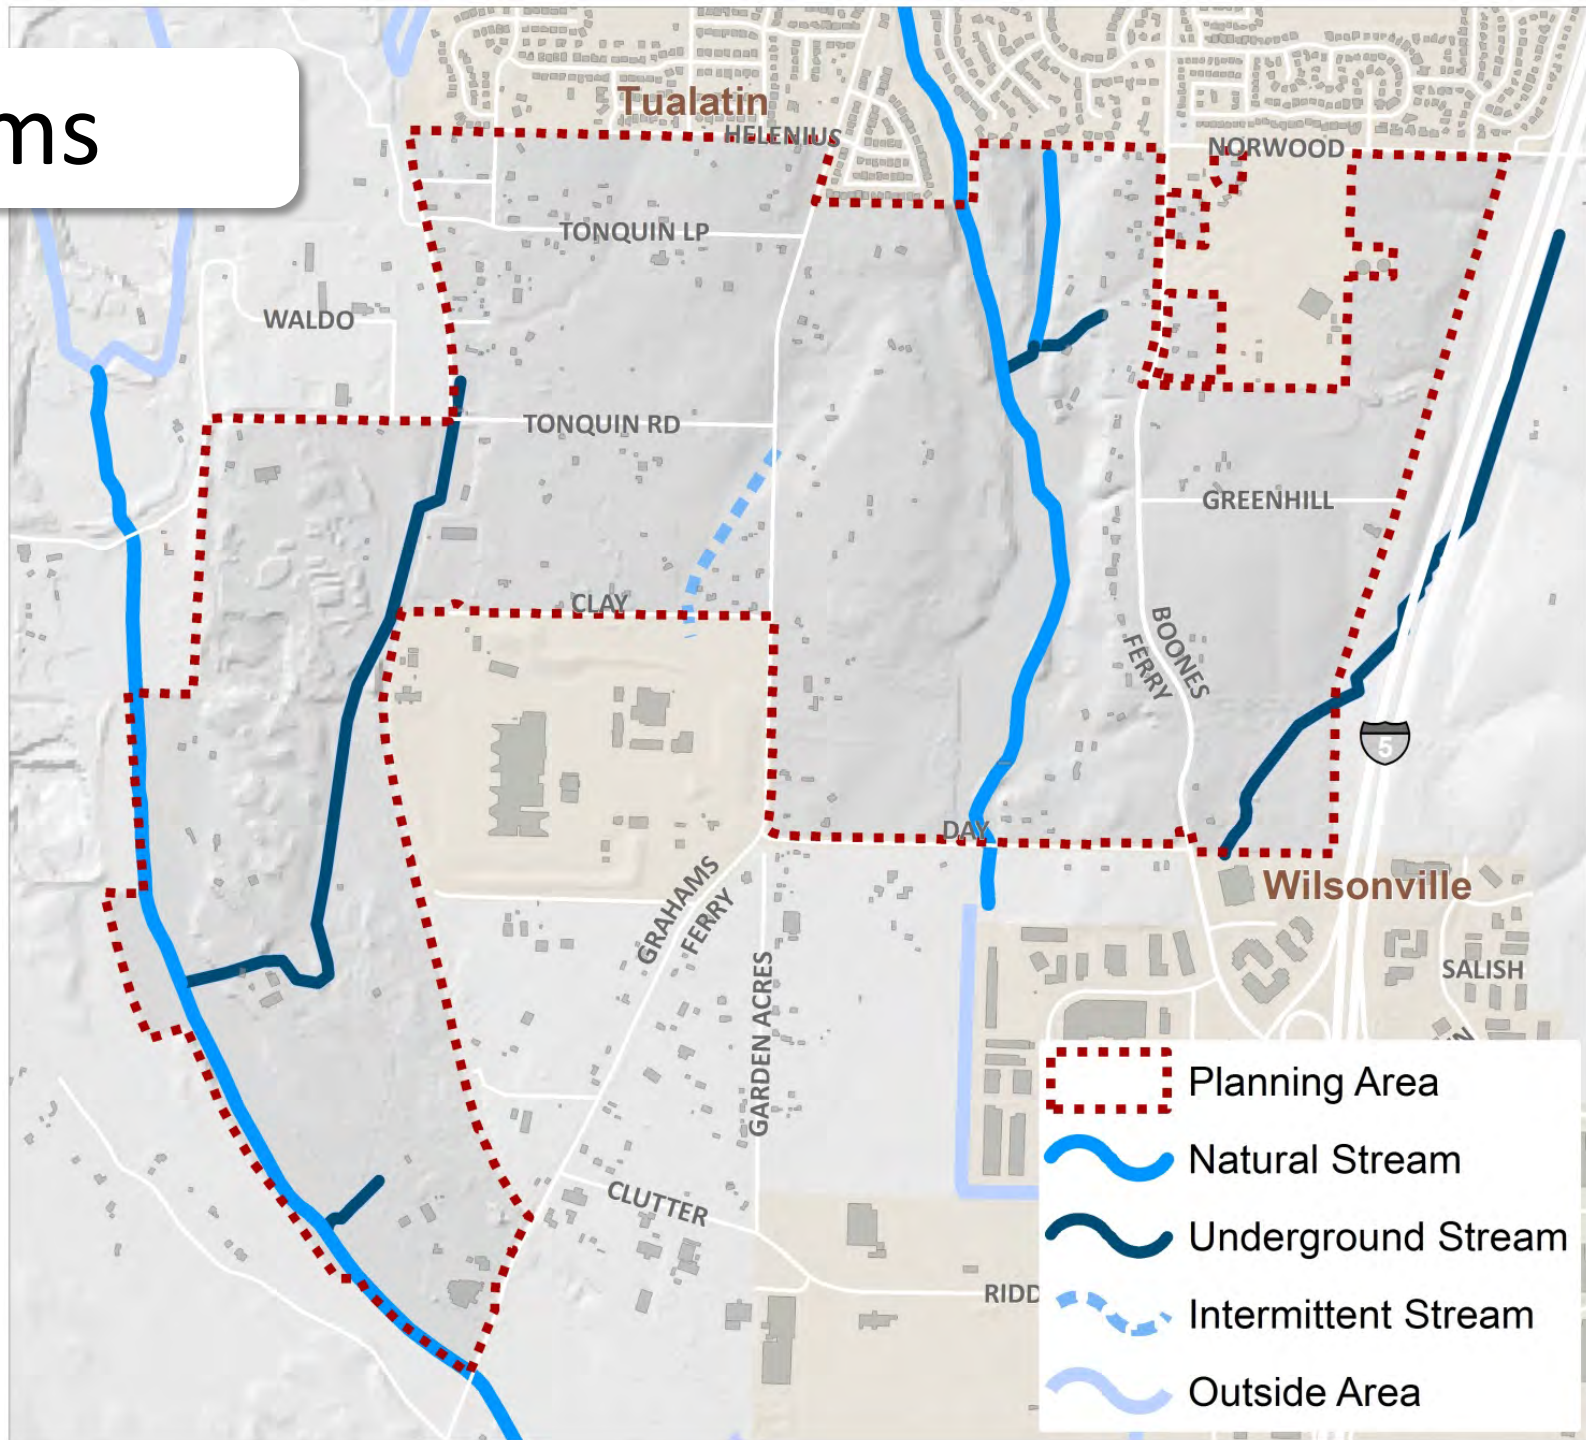 ms
Tualatin
HELENIUS
NORWOOD
TONQUIN LP
WALDO
TONQUIN RD
GREENHILL
CLAY
BOONES
FERRY
5
DAY
Wilsonville
GRAHAMS
FERRY
GARDEN ACRES
SALISH
EN
CLUTTER
RIDD
Planning Area
Natural Stream
Underground Stream
Intermittent Stream
Outside Area